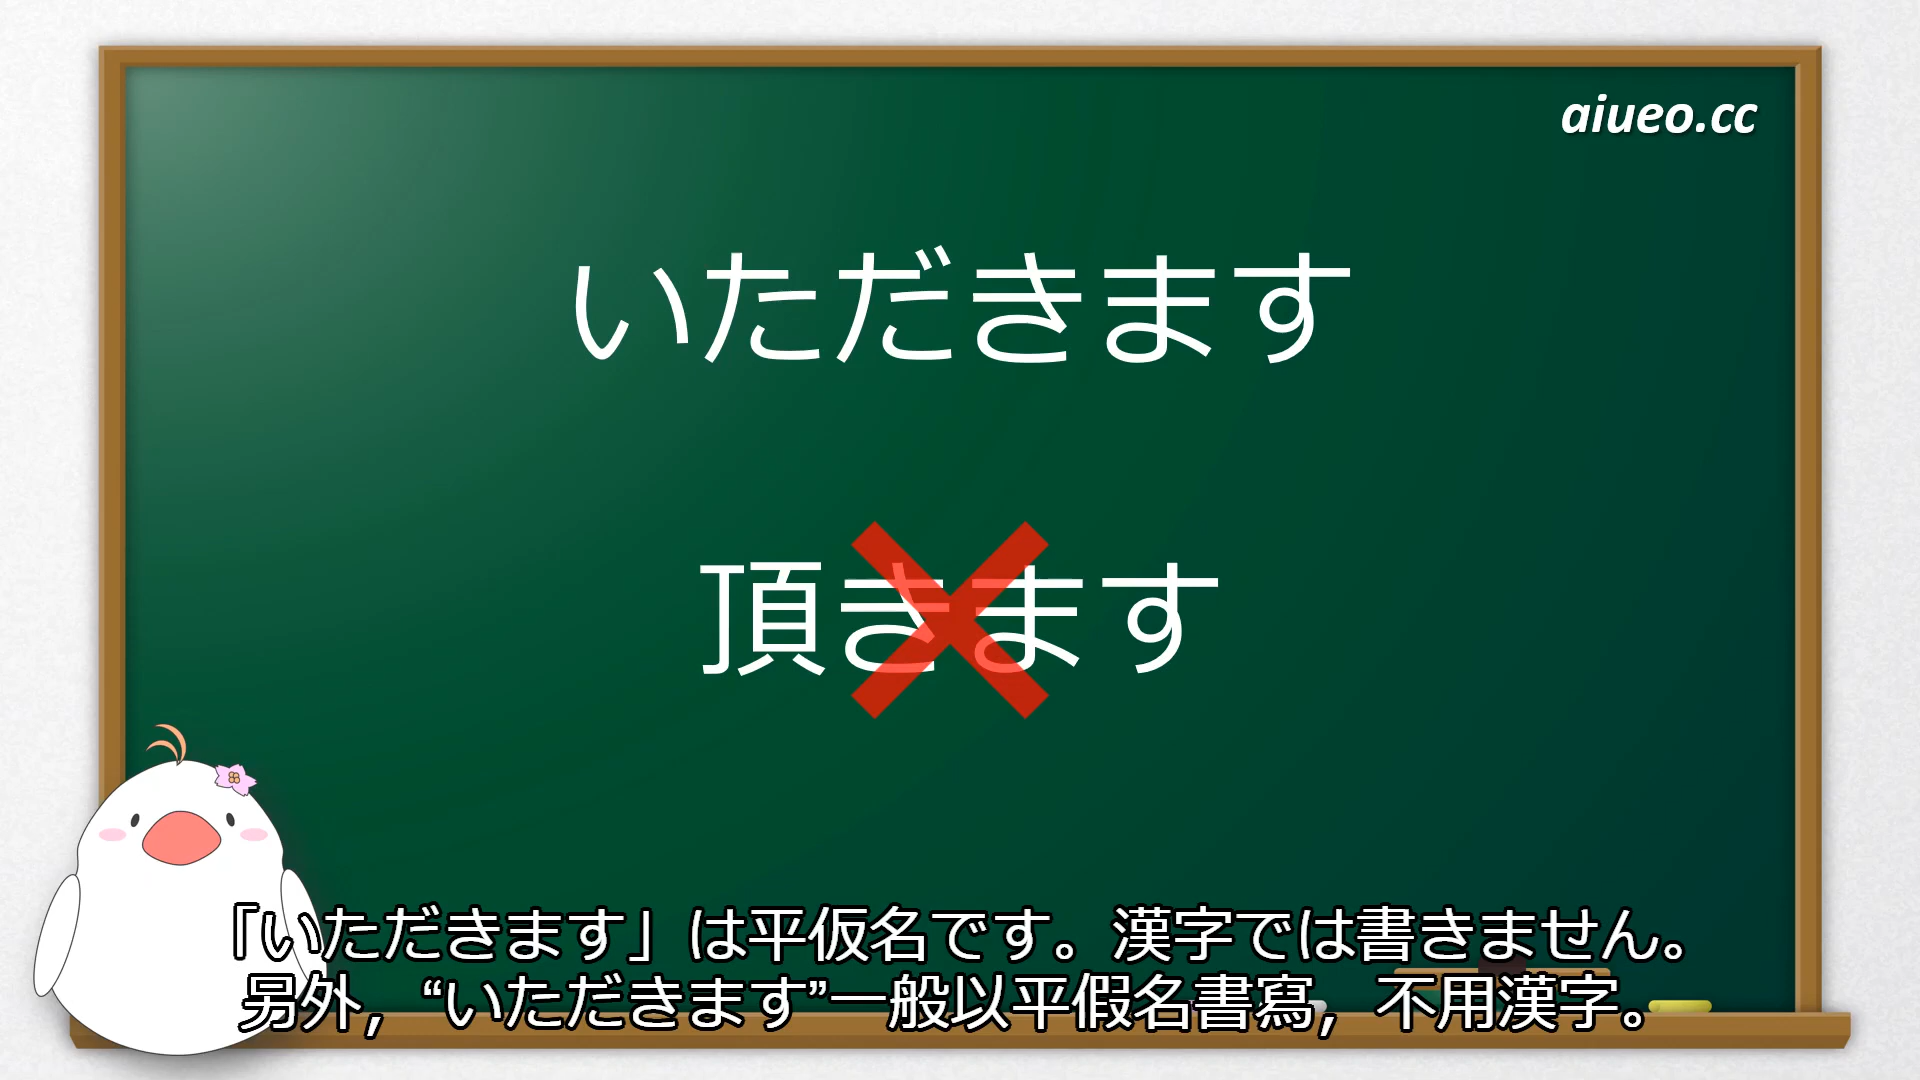 aiueo.cc
いただきます
頂きます
「いただきます」は平仮名です。漢字では書きません。
另外，“いただきます”一般以平假名書寫，不用漢字。